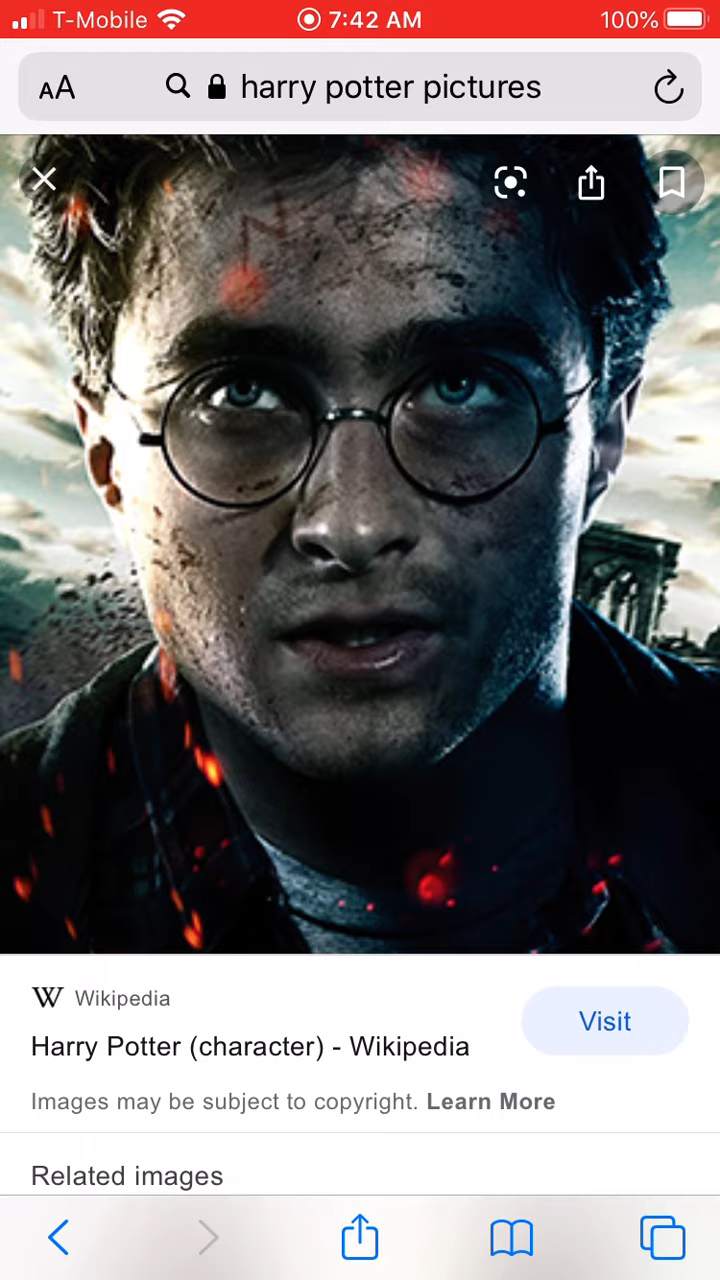 T-Mobile 7:42 AM 100%
AA harry potter pictures
W Wikipedia
Visit
Harry Potter (character) - Wikipedia
Images may be subject to copyright. Learn More
Related images